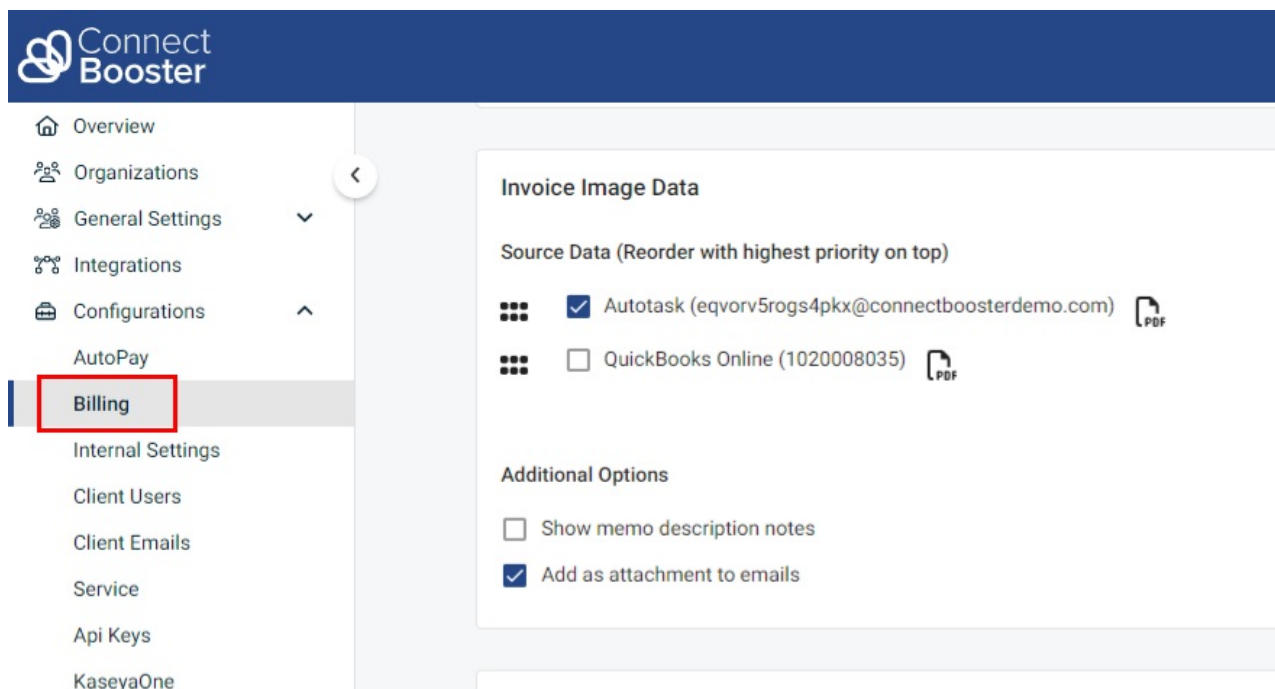 Connect
Booster
Overview
Organizations
General Settings
Integrations
Configurations
AutoPay
Billing
Internal Settings
Client Users
Client Emails
Service
Api Keys
KaseyaOne
Invoice Image Data
Source Data (Reorder with highest priority on top)
Autotask (eqvorv5rogs4pkx@connectboosterdemo.com) PDF
QuickBooks Online (1020008035) PDF
Additional Options
Show memo description notes
Add as attachment to emails